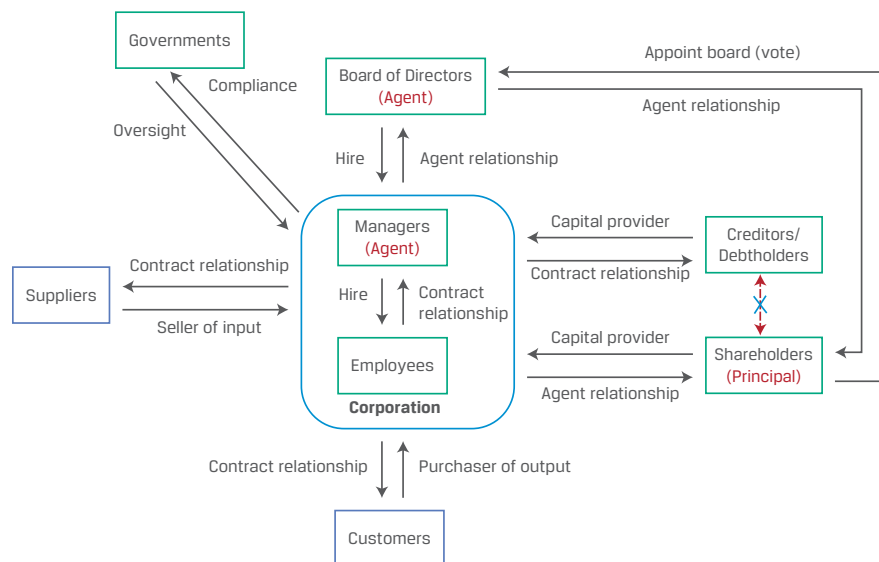 Governments
Compliance
Oversight
Board of Directors
(Agent)
Appoint board (vote)
Agent relationship
Hire
Agent relationship
Managers
(Agent)
Capital provider
Contract relationship
Creditors/
Debtholders
Suppliers
Contract relationship
Seller of input
Hire
Contract
relationship
Employees
Corporation
Capital provider
Agent relationship
Shareholders
(Principal)
Contract relationship
Purchaser of output
Customers